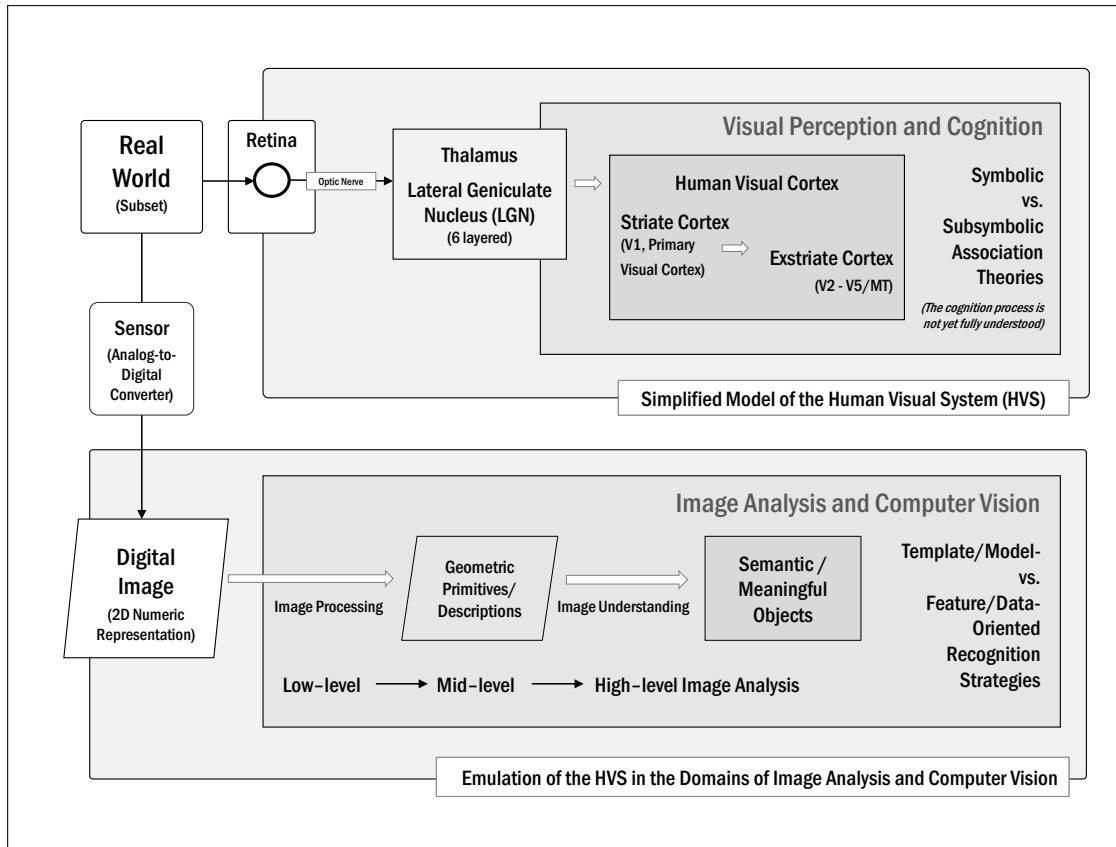 Real
World
(Subset)
Retina
Optic Nerve
Thalamus
Lateral Geniculate
Nucleus (LGN)
(6 layered)
Visual Perception and Cognition
Human Visual Cortex
Striate Cortex
(V1, Primary
Visual Cortex)
Exstriate Cortex
(V2 - V5/MT)
Symbolic
vs.
Subsymbolic
Association
Theories
(The cognition process is
not yet fully understood)
Simplified Model of the Human Visual System (HVS)
Sensor
(Analog-to-
Digital
Converter)
Image Analysis and Computer Vision
Digital
Image
(2D Numeric
Representation)
Image Processing
Geometric
Primitives/
Descriptions
Image Understanding
Semantic /
Meaningful
Objects
Template/Model-
vs.
Feature/Data-
Oriented
Recognition
Strategies
Low–level Mid–level High–level Image Analysis
Emulation of the HVS in the Domains of Image Analysis and Computer Vision